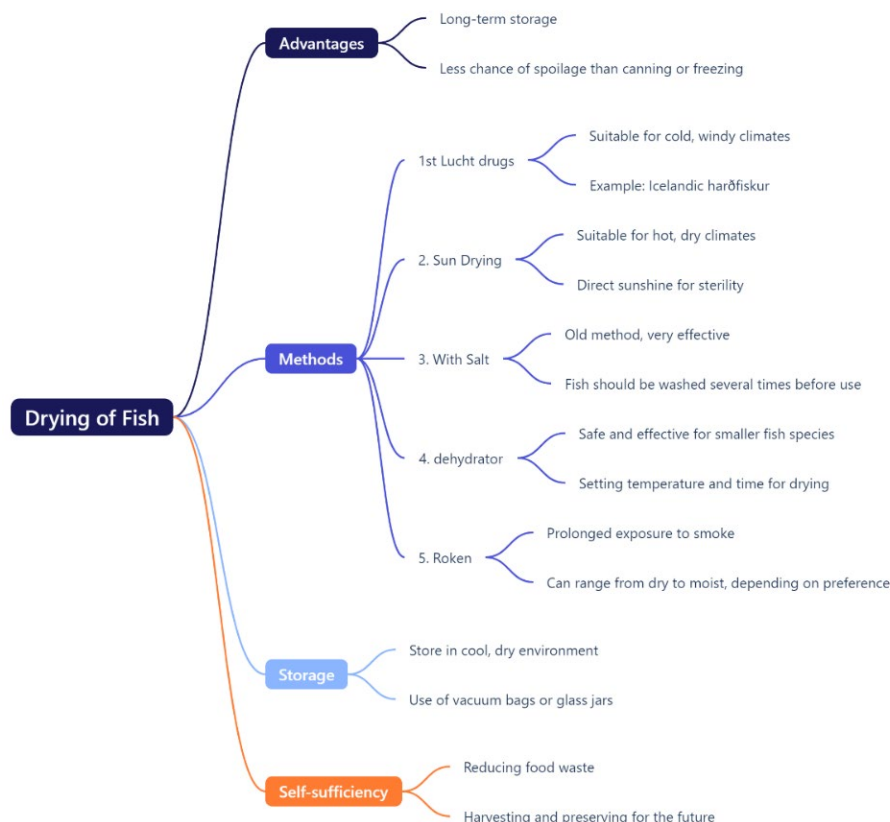 Drying of Fish
Advantages
Long-term storage
Less chance of spoilage than canning or freezing
Methods
1st Lucht drugs
Suitable for cold, windy climates
Example: Icelandic harðfiskur
2. Sun Drying
Suitable for hot, dry climates
Direct sunshine for sterility
3. With Salt
Old method, very effective
Fish should be washed several times before use
4. dehydrator
Safe and effective for smaller fish species
Setting temperature and time for drying
5. Roken
Prolonged exposure to smoke
Can range from dry to moist, depending on preference
Storage
Store in cool, dry environment
Use of vacuum bags or glass jars
Self-sufficiency
Reducing food waste
Harvesting and preserving for the future